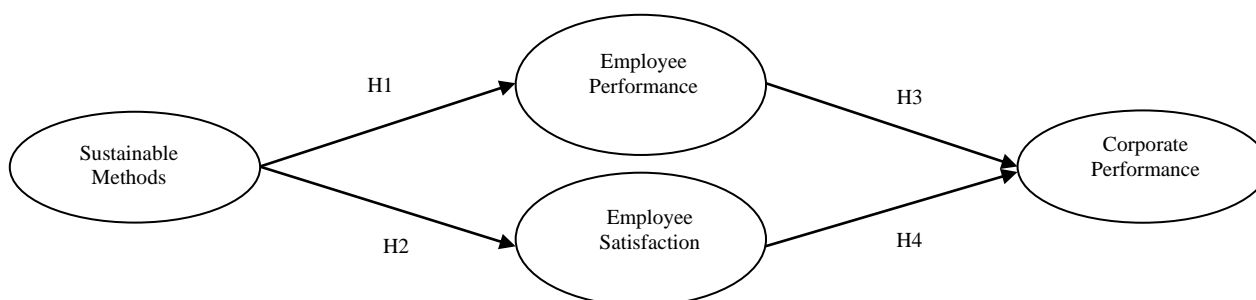 Employee
Performance
H1
H3
Sustainable
Methods
Corporate
Performance
Employee
Satisfaction
H2
H4